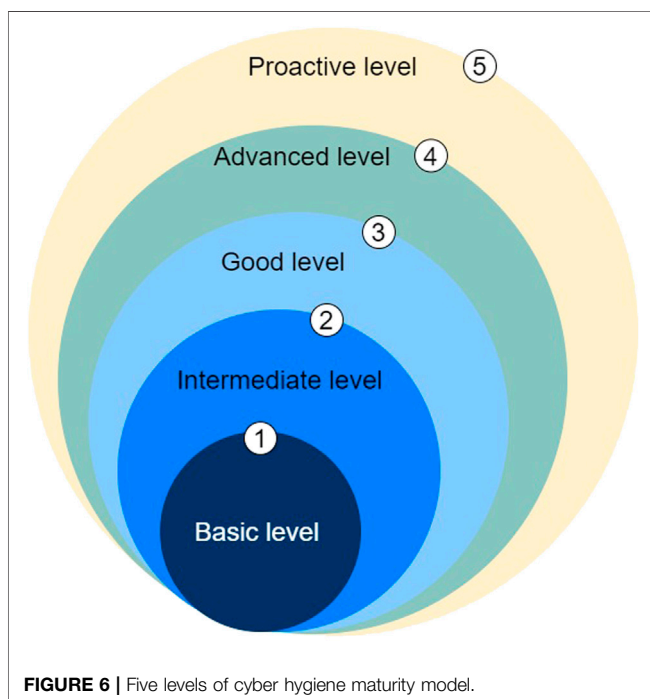 Proactive level 5
Advanced level 4
3
Good level
2
Intermediate level
1
Basic level
FIGURE 6 | Five levels of cyber hygiene maturity model.